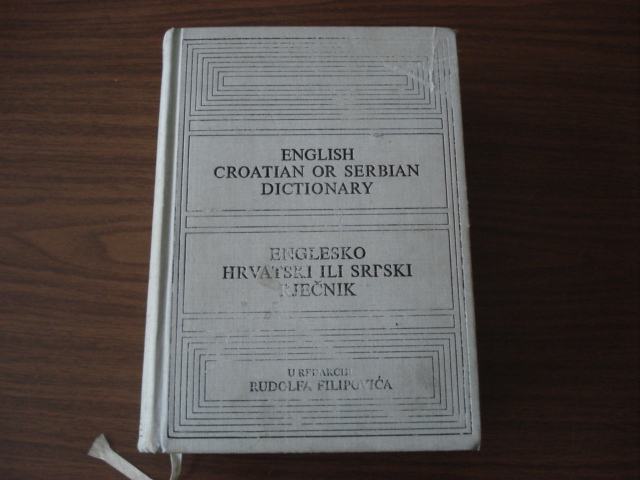 ENGLISH
CROATIAN OR SERBIAN
DICTIONARY
ENGLESKO
HRVATSKI ILI SRPSKI
RJEČNIK
U REDAKCIJI
RUDOLFA FILIPOVIĆA